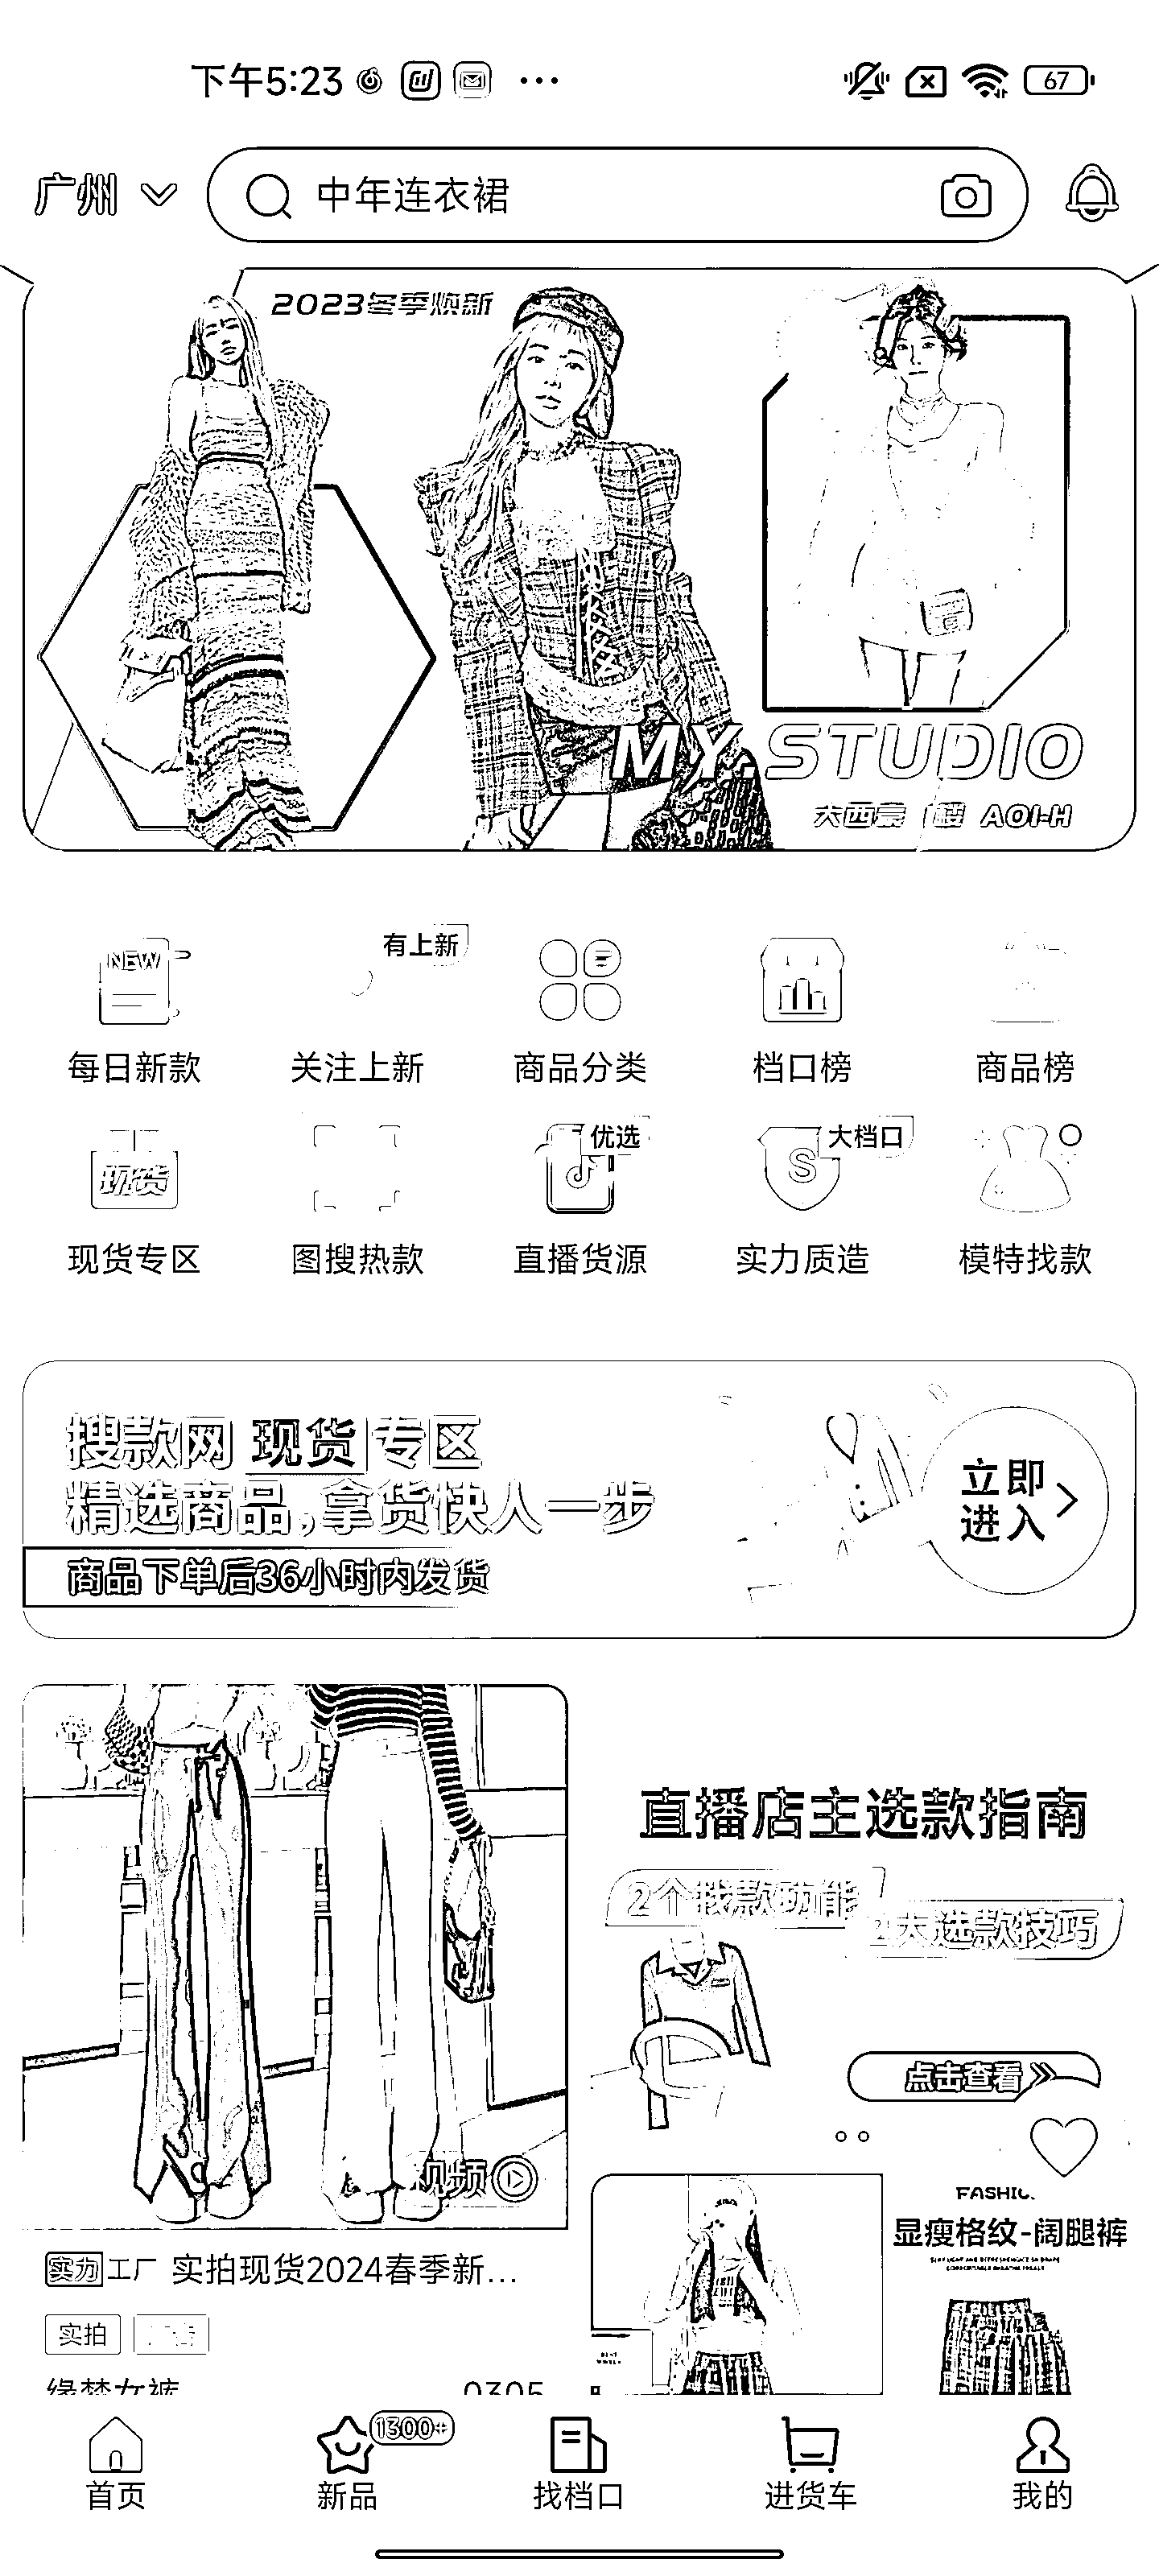 下午5:23 67
广州 中年连衣裙
2023冬季焕新
MY.STUDIO
大西豪 AOI-H
NEW 有上新
每日新款 关注上新 商品分类 档口榜 商品榜
现货 优选 S 大档口
现货专区 图搜热款 直播货源 实力质造 模特找款
搜款网 现货 专区
精选商品,拿货快人一步
商品下单后36小时内发货
立即
进入
视频
实力工厂 实拍现货2024春季新...
实拍
缘梦女裤
直播店主选款指南
2个找款功能
大选款技巧
点击查看
显瘦格纹-阔腿裤
1300+
首页 新品 找档口 进货车 我的